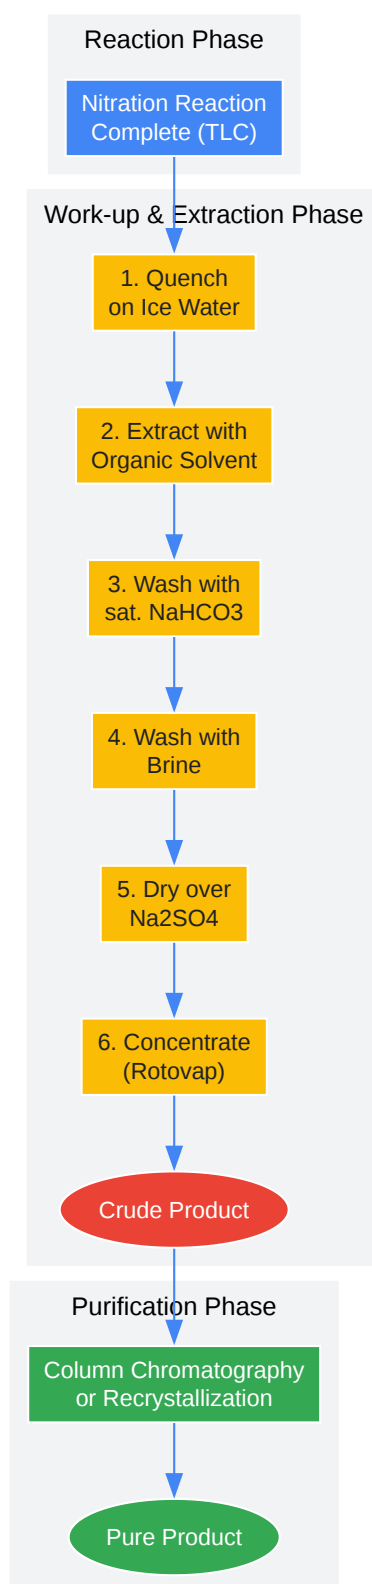 Reaction Phase
Nitration Reaction
Complete (TLC)
Work-up & Extraction Phase
1. Quench
on Ice Water
2. Extract with
Organic Solvent
3. Wash with
sat. NaHCO3
4. Wash with
Brine
5. Dry over
Na2SO4
6. Concentrate
(Rotovap)
Crude Product
Purification Phase
Column Chromatography
or Recrystallization
Pure Product